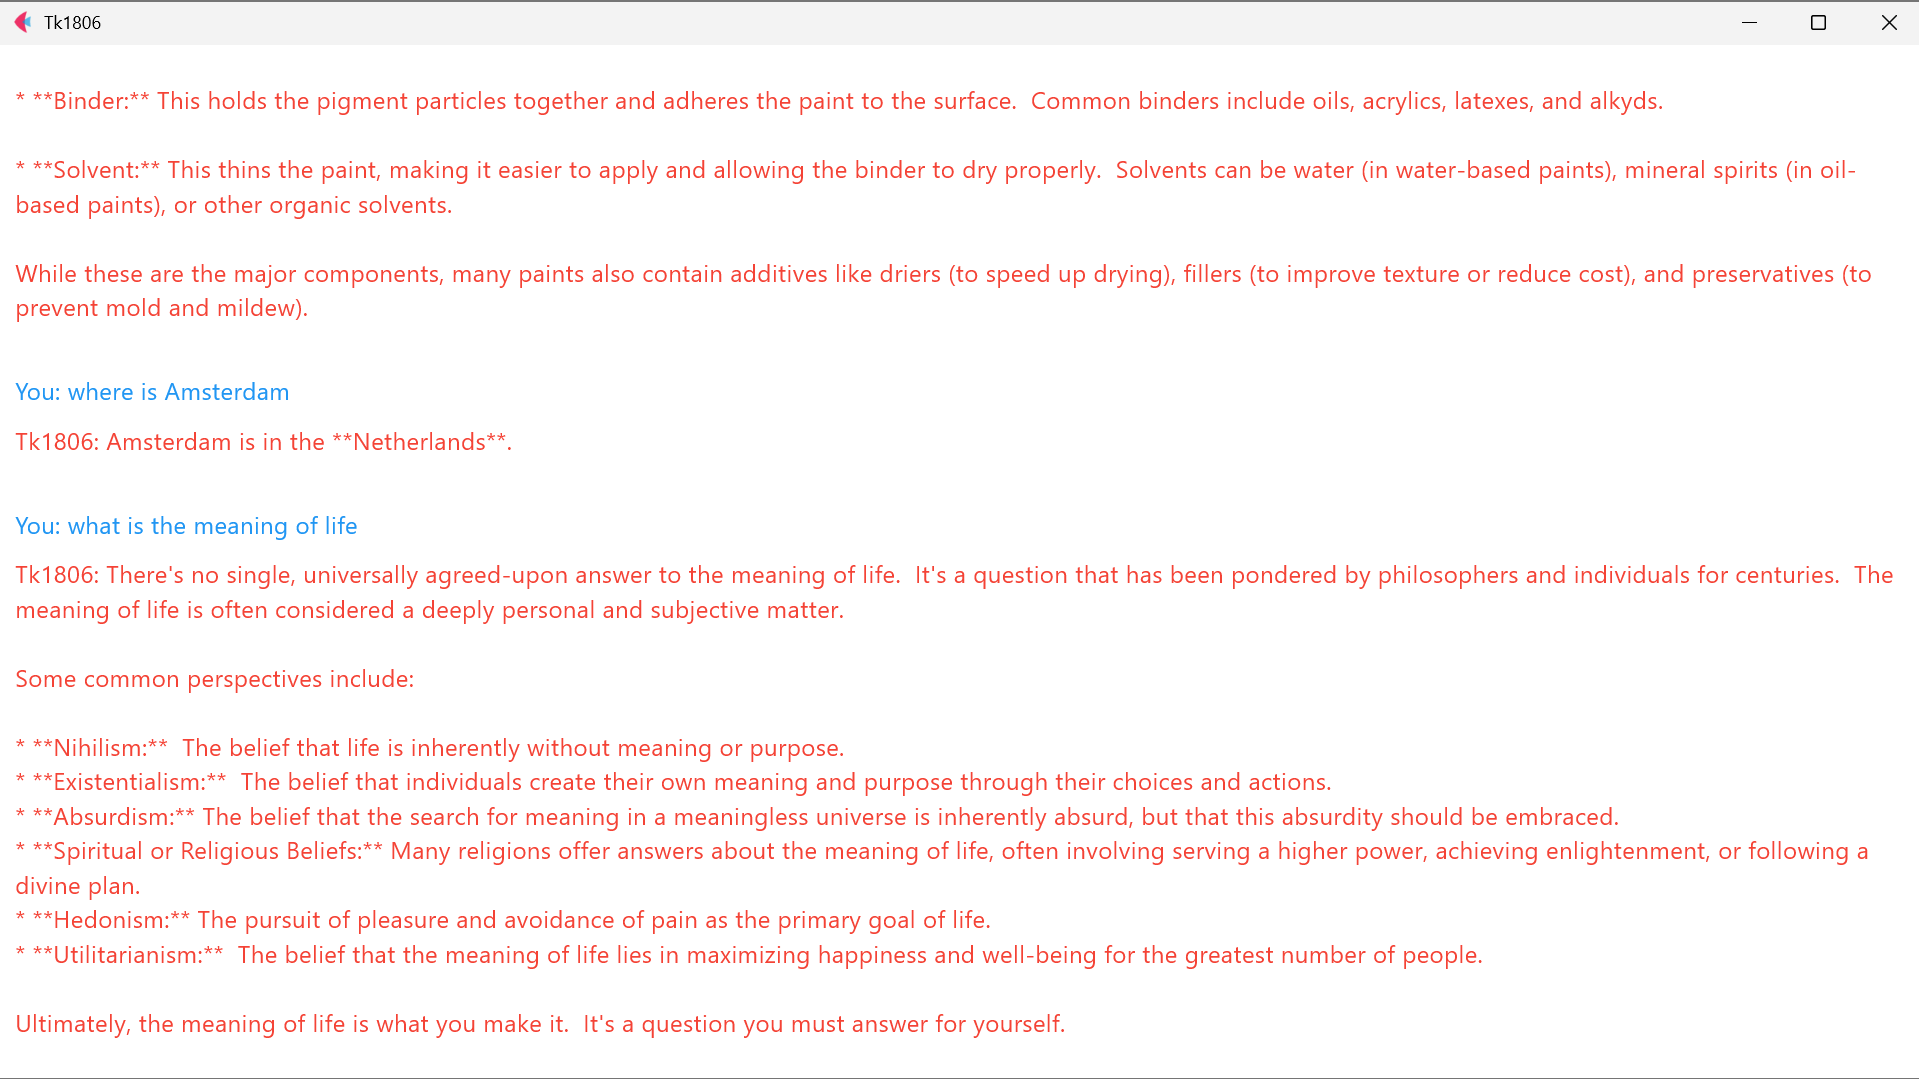 Tk1806
* **Binder:** This holds the pigment particles together and adheres the paint to the surface.  Common binders include oils, acrylics, latexes, and alkyds.
* **Solvent:** This thins the paint, making it easier to apply and allowing the binder to dry properly.  Solvents can be water (in water-based paints), mineral spirits (in oil-
based paints), or other organic solvents.
While these are the major components, many paints also contain additives like driers (to speed up drying), fillers (to improve texture or reduce cost), and preservatives (to
prevent mold and mildew).
You: where is Amsterdam
Tk1806: Amsterdam is in the **Netherlands**.
You: what is the meaning of life
Tk1806: There's no single, universally agreed-upon answer to the meaning of life.  It's a question that has been pondered by philosophers and individuals for centuries.  The
meaning of life is often considered a deeply personal and subjective matter.
Some common perspectives include:
* **Nihilism:**  The belief that life is inherently without meaning or purpose.
* **Existentialism:**  The belief that individuals create their own meaning and purpose through their choices and actions.
* **Absurdism:** The belief that the search for meaning in a meaningless universe is inherently absurd, but that this absurdity should be embraced.
* **Spiritual or Religious Beliefs:** Many religions offer answers about the meaning of life, often involving serving a higher power, achieving enlightenment, or following a
divine plan.
* **Hedonism:** The pursuit of pleasure and avoidance of pain as the primary goal of life.
* **Utilitarianism:**  The belief that the meaning of life lies in maximizing happiness and well-being for the greatest number of people.
Ultimately, the meaning of life is what you make it.  It's a question you must answer for yourself.